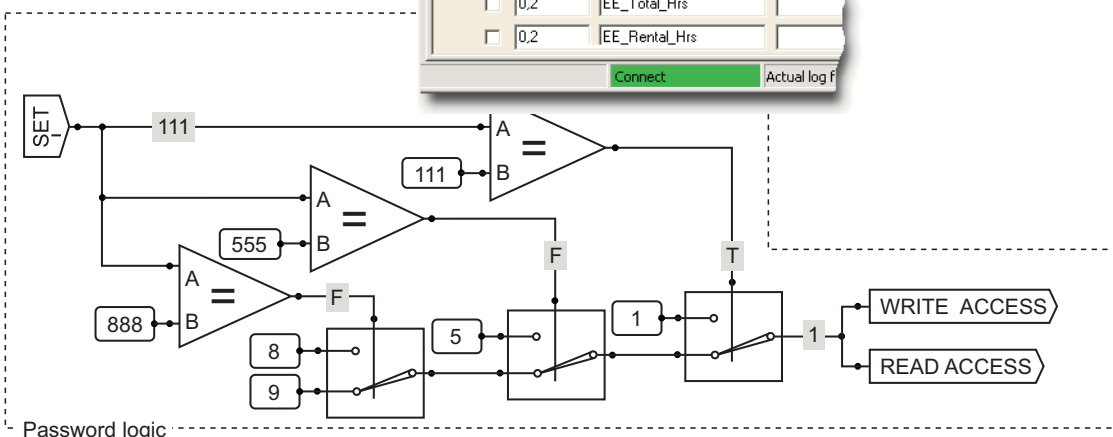 0,2 EE_Total_Hrs
0,2 EE_Rental_Hrs
Connect Actual log f
SET
111
A
=
B
111
A
=
B
555
A
=
B
888
F
F
T
8
9
5
1
1
WRITE ACCESS
READ ACCESS
Password logic